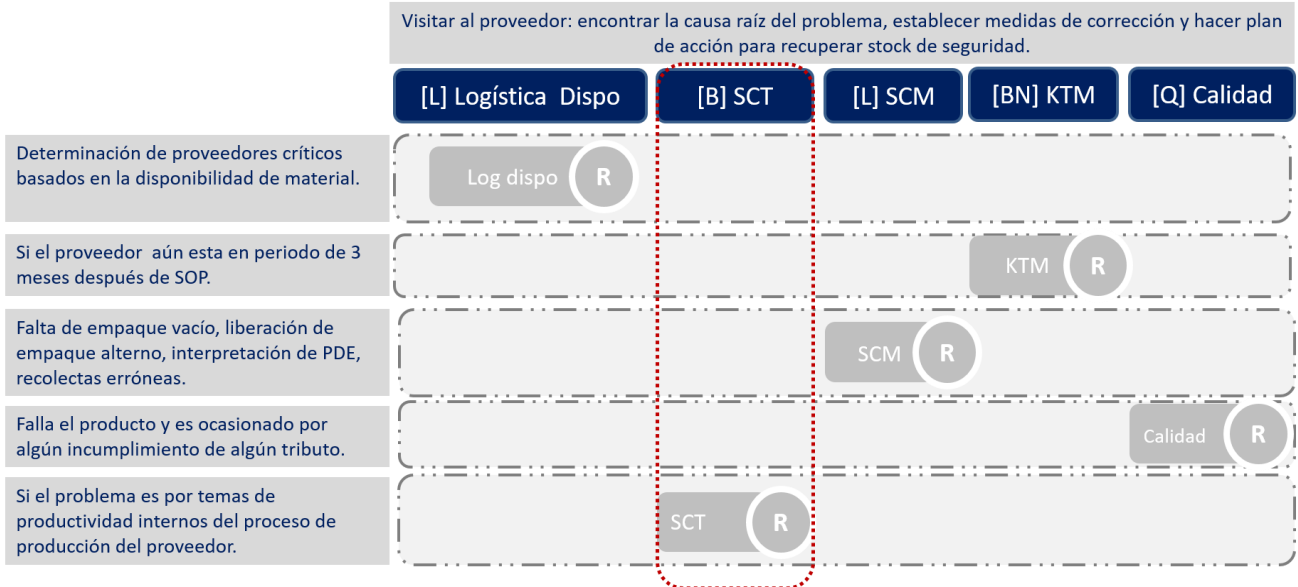 Visitar al proveedor: encontrar la causa raíz del problema, establecer medidas de corrección y hacer plan
de acción para recuperar stock de seguridad.
[L] Logística Dispo
[B] SCT
[L] SCM
[BN] KTM
[Q] Calidad
Determinación de proveedores críticos
basados en la disponibilidad de material.
Log dispo
R
Si el proveedor aún esta en periodo de 3
meses después de SOP.
KTM
R
Falta de empaque vacío, liberación de
empaque alterno, interpretación de PDE,
recolectas erróneas.
SCM
R
Falla el producto y es ocasionado por
algún incumplimiento de algún tributo.
Calidad
R
Si el problema es por temas de
productividad internos del proceso de
producción del proveedor.
SCT
R